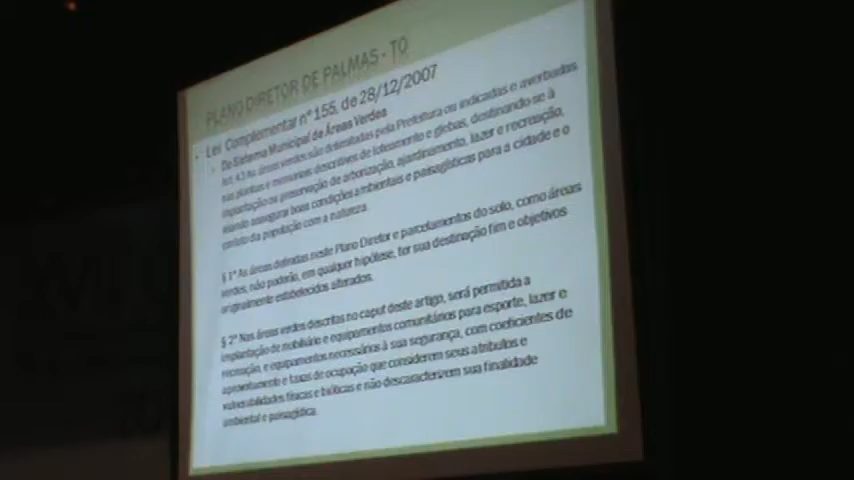 PLANO DIRETOR DE PALMAS - TO
Lei Complementar nº 155, de 28/12/2007
Do Sistema Municipal de Áreas Verdes
Art. 43 As áreas verdes são delimitadas pela Prefeitura ou indicadas e averbadas
nas plantas e memoriais descritivos de loteamento e glebas, destinando-se à
implantação ou preservação de arborização, ajardinamento, lazer e recreação,
visando assegurar boas condições ambientais e paisagísticas para a cidade e o
contato da população com a natureza.
§ 1º As áreas definidas neste Plano Diretor e parcelamentos do solo, como áreas
verdes, não poderão, em qualquer hipótese, ter sua destinação fim e objetivos
originalmente estabelecidos alterados.
§ 2º Nas áreas verdes descritas no caput deste artigo, será permitida a
implantação de mobiliário e equipamentos comunitários para esporte, lazer e
recreação, e equipamentos necessários à sua segurança, com coeficientes de
aproveitamento e taxas de ocupação que considerem seus atributos e
vulnerabilidades físicas e bióticas e não descaracterizem sua finalidade
ambiental e paisagística.